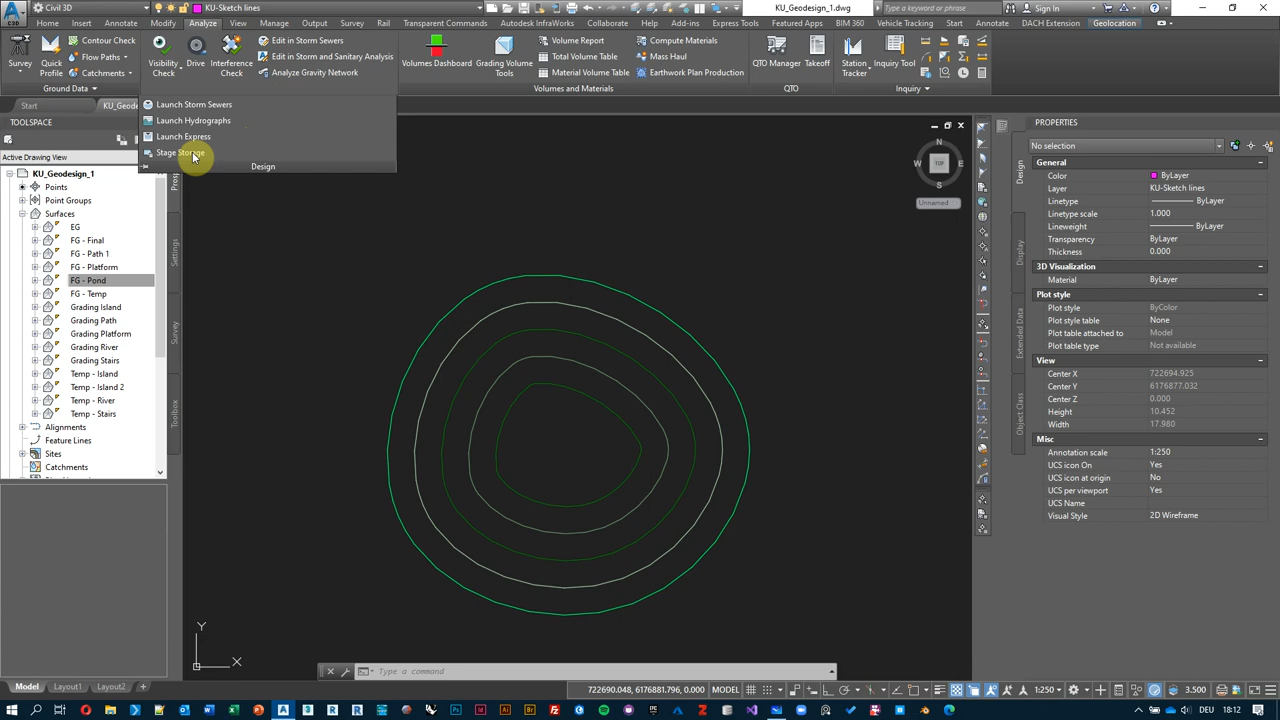 Civil 3D
KU-Sketch lines
KU_Geodesign_1.dwg
Type a keyword or phrase
Sign In
Home
Insert
Annotate
Modify
Analyze
View
Manage
Output
Survey
Rail
Transparent Commands
Autodesk InfraWorks
Collaborate
Help
Add-ins
Express Tools
Featured Apps
BIM 360
Vehicle Tracking
Start
Annotate
DACH Extension
Geolocation
Survey
Quick Profile
Contour Check
Flow Paths
Catchments
Ground Data
Visibility Check
Drive
Interference Check
Edit in Storm Sewers
Edit in Storm and Sanitary Analysis
Analyze Gravity Network
Launch Storm Sewers
Launch Hydrographs
Launch Express
Stage Storage
Design
Volumes Dashboard
Grading Volume Tools
Volume Report
Total Volume Table
Material Volume Table
Compute Materials
Mass Haul
Earthwork Plan Production
Volumes and Materials
QTO Manager
Takeoff
QTO
Station Tracker
Inquiry Tool
Inquiry
Start
KU_Geode
TOOLSPACE
Active Drawing View
KU_Geodesign_1
Points
Point Groups
Surfaces
EG
FG - Final
FG - Path 1
FG - Platform
FG - Pond
FG - Temp
Grading Island
Grading Path
Grading Platform
Grading River
Grading Stairs
Temp - Island
Temp - Island 2
Temp - River
Temp - Stairs
Alignments
Feature Lines
Sites
Catchments
Settings
Survey
Toolbox
N
W
TOP
E
S
Unnamed
Y
X
Type a command
PROPERTIES
No selection
Design
Display
Extended Data
Object Class
General
Color ByLayer
Layer KU-Sketch lines
Linetype ByLayer
Linetype scale 1.000
Lineweight ByLayer
Transparency ByLayer
Thickness 0.000
3D Visualization
Material ByLayer
Plot style
Plot style ByColor
Plot style table None
Plot table attached to Model
Plot table type Not available
View
Center X 722694.925
Center Y 6176877.032
Center Z 0.000
Height 10.452
Width 17.980
Misc
Annotation scale 1:250
UCS icon On Yes
UCS icon at origin No
UCS per viewport Yes
UCS Name
Visual Style 2D Wireframe
Model
Layout1
Layout2
722690.048, 6176881.796, 0.000
MODEL
1:250
3.500
DEU
18:12